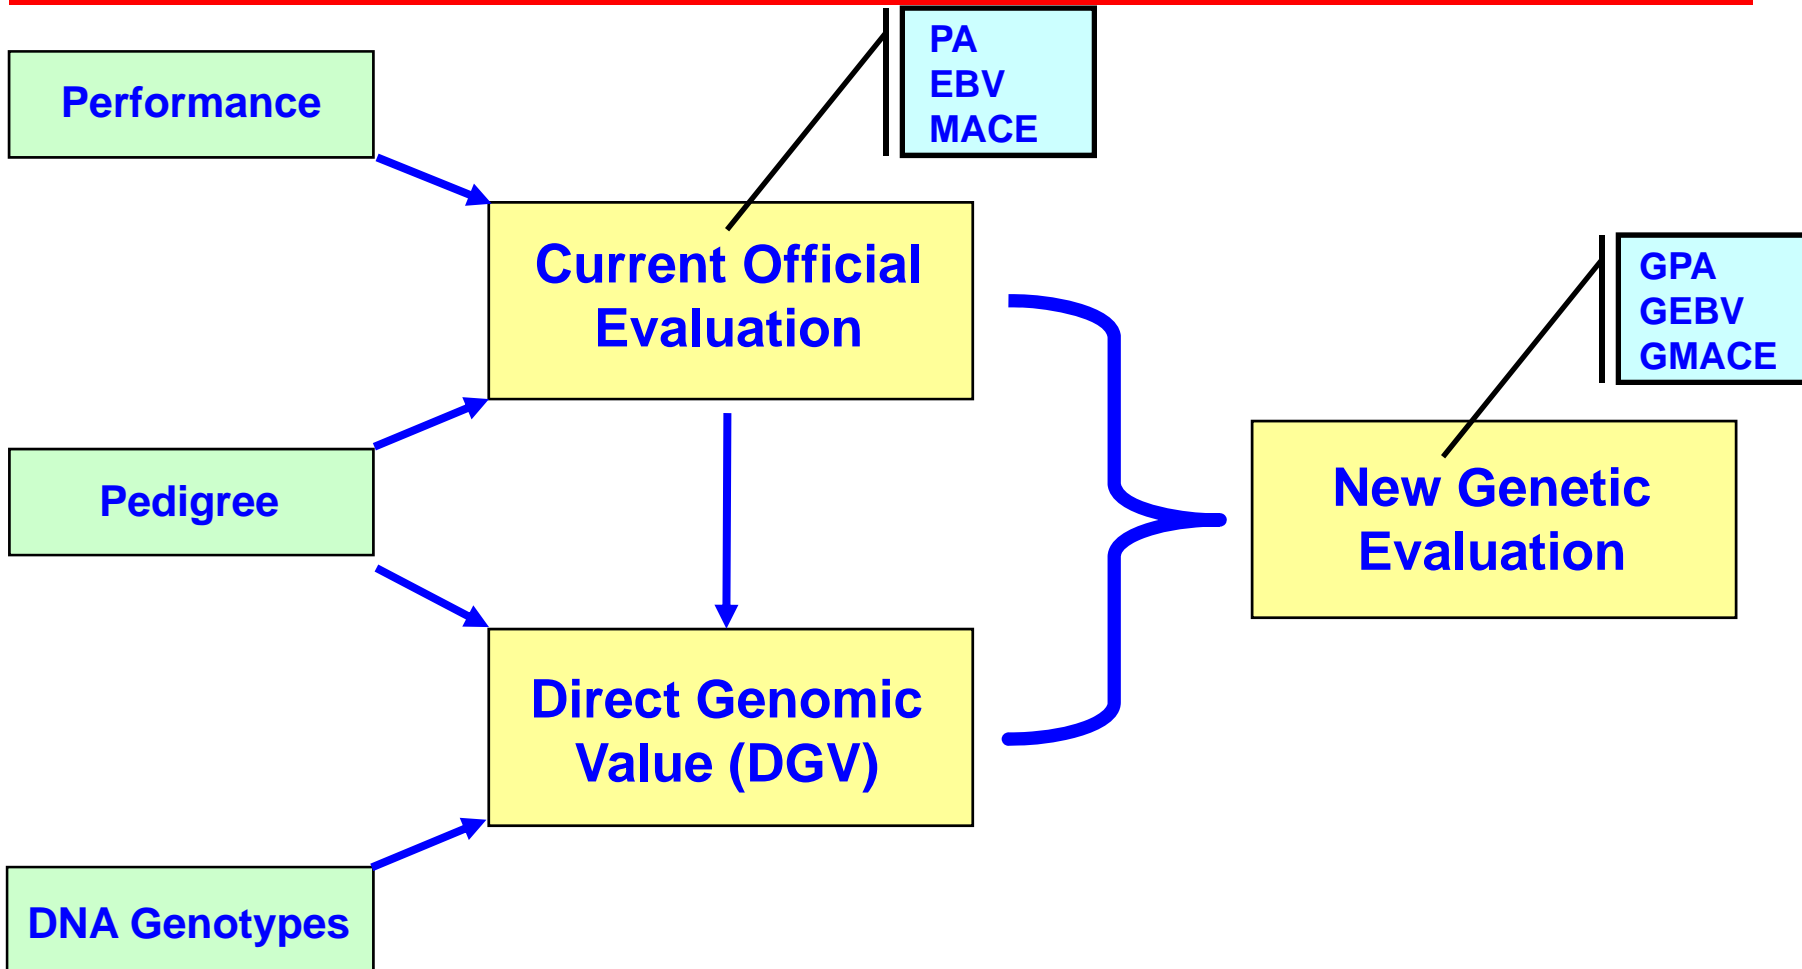 PA
EBV
MACE
Performance
Current Official
Evaluation
GPA
GEBV
GMACE
Pedigree
New Genetic
Evaluation
Direct Genomic
Value (DGV)
DNA Genotypes